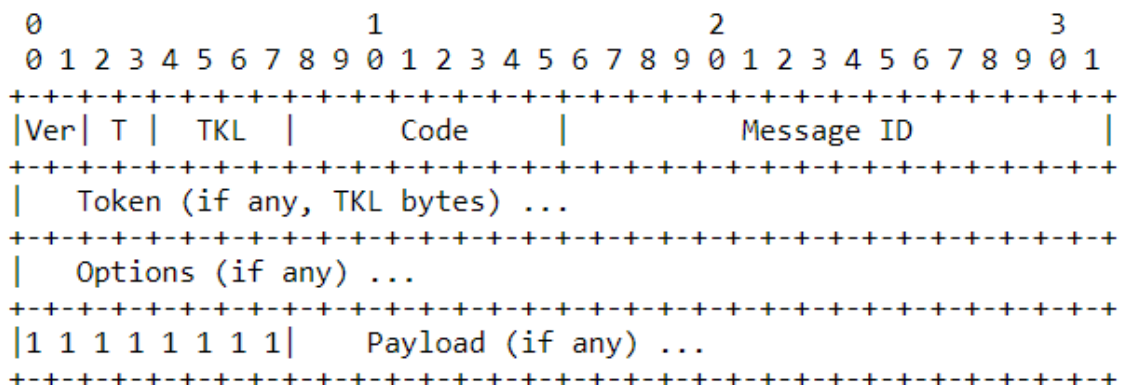 0                   1                   2                   3
 0 1 2 3 4 5 6 7 8 9 0 1 2 3 4 5 6 7 8 9 0 1 2 3 4 5 6 7 8 9 0 1
+-+-+-+-+-+-+-+-+-+-+-+-+-+-+-+-+-+-+-+-+-+-+-+-+-+-+-+-+-+-+-+-+
|Ver| T |  TKL  |      Code     |          Message ID           |
+-+-+-+-+-+-+-+-+-+-+-+-+-+-+-+-+-+-+-+-+-+-+-+-+-+-+-+-+-+-+-+-+
|   Token (if any, TKL bytes) ...
+-+-+-+-+-+-+-+-+-+-+-+-+-+-+-+-+-+-+-+-+-+-+-+-+-+-+-+-+-+-+-+-+
|   Options (if any) ...
+-+-+-+-+-+-+-+-+-+-+-+-+-+-+-+-+-+-+-+-+-+-+-+-+-+-+-+-+-+-+-+-+
|1 1 1 1 1 1 1 1|    Payload (if any) ...
+-+-+-+-+-+-+-+-+-+-+-+-+-+-+-+-+-+-+-+-+-+-+-+-+-+-+-+-+-+-+-+-+